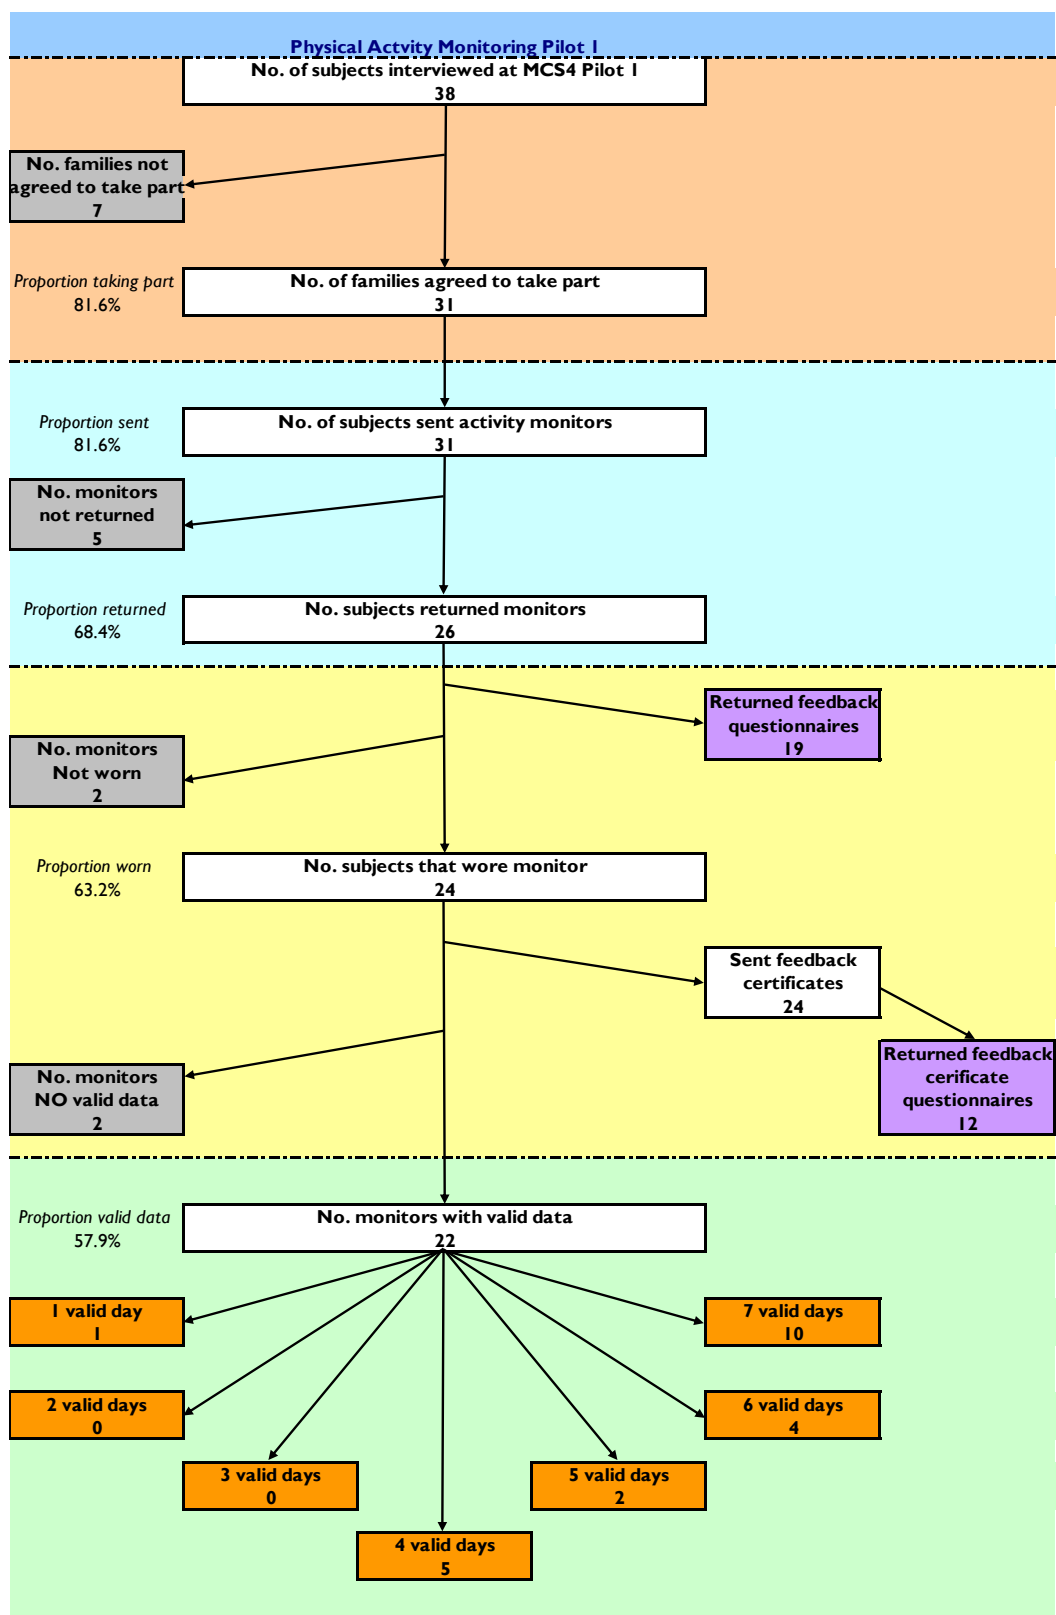 Physical Actvity Monitoring Pilot 1
No. of subjects interviewed at MCS4 Pilot 1
38
No. families not
agreed to take part
7
Proportion taking part
81.6%
No. of families agreed to take part
31
Proportion sent
81.6%
No. of subjects sent activity monitors
31
No. monitors
not returned
5
Proportion returned
68.4%
No. subjects returned monitors
26
Returned feedback
questionnaires
19
No. monitors
Not worn
2
Proportion worn
63.2%
No. subjects that wore monitor
24
Sent feedback
certificates
24
Returned feedback
cerificate
questionnaires
12
No. monitors
NO valid data
2
Proportion valid data
57.9%
No. monitors with valid data
22
1 valid day
1
7 valid days
10
2 valid days
0
6 valid days
4
3 valid days
0
5 valid days
2
4 valid days
5